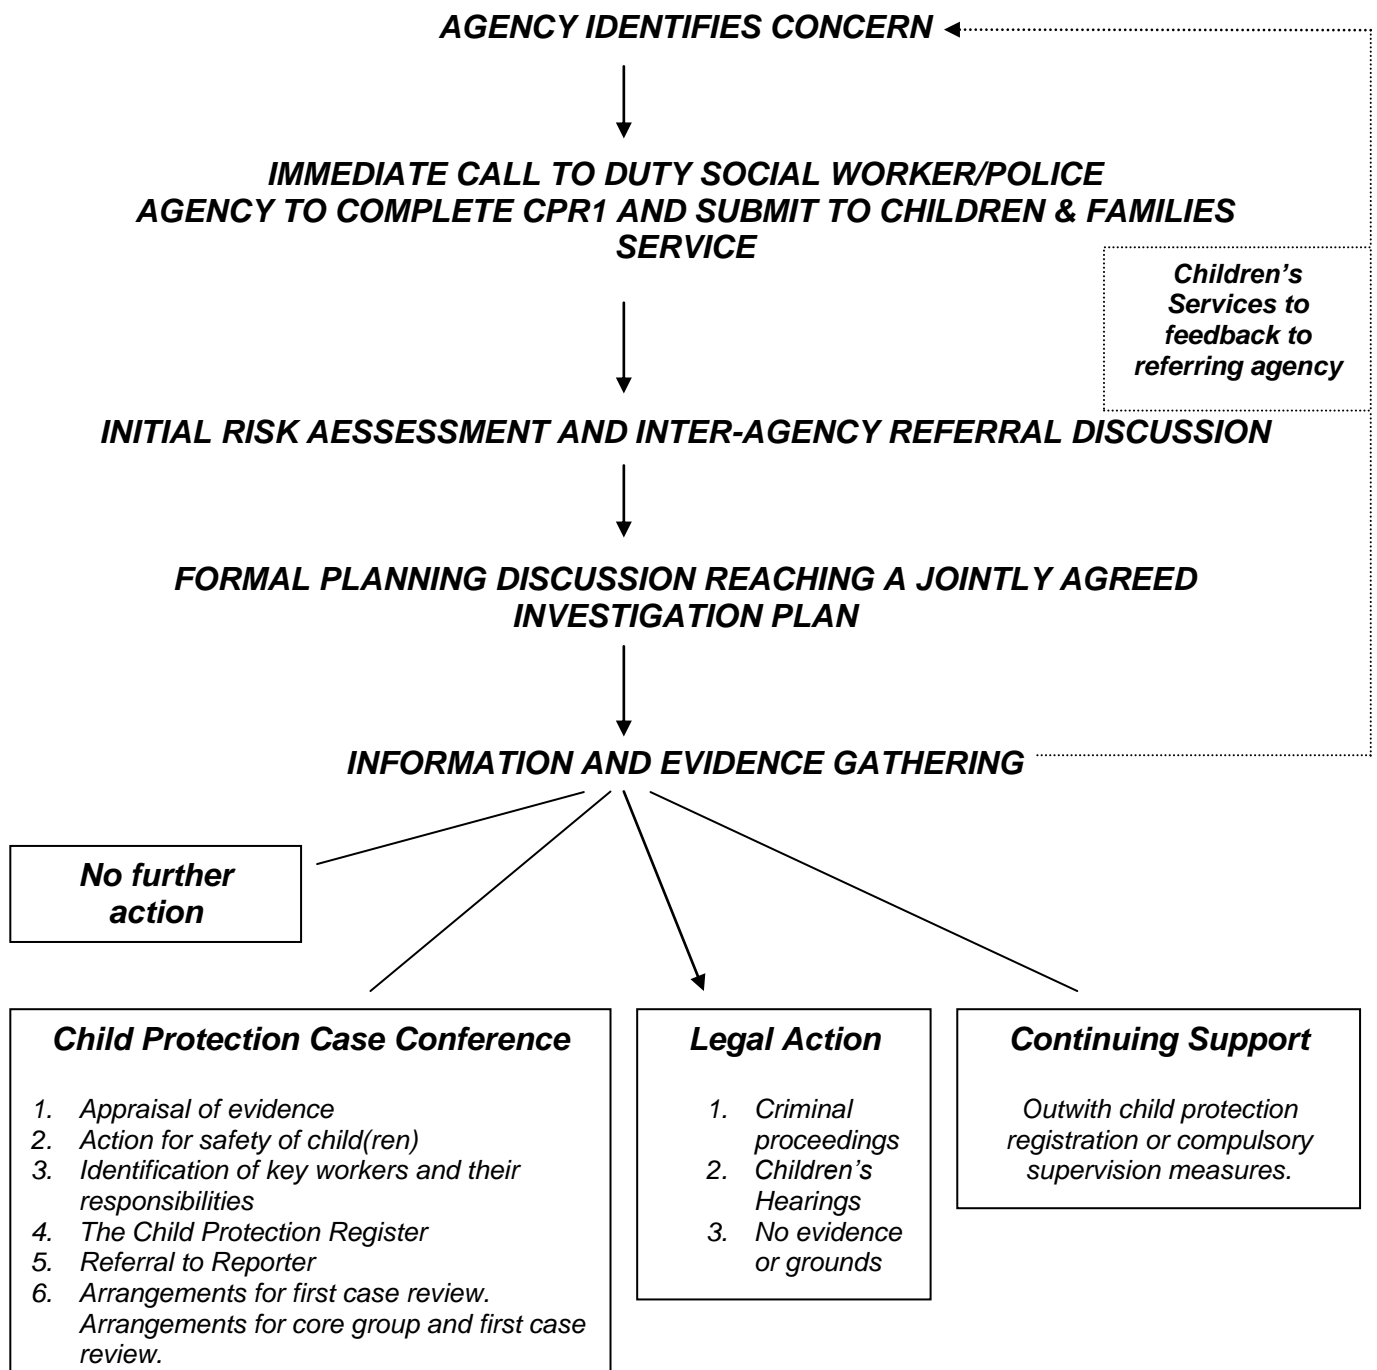 AGENCY IDENTIFIES CONCERN
IMMEDIATE CALL TO DUTY SOCIAL WORKER/POLICE
AGENCY TO COMPLETE CPR1 AND SUBMIT TO CHILDREN & FAMILIES
SERVICE
Children’s
Services to
feedback to
referring agency
INITIAL RISK AESSESSMENT AND INTER-AGENCY REFERRAL DISCUSSION
FORMAL PLANNING DISCUSSION REACHING A JOINTLY AGREED
INVESTIGATION PLAN
INFORMATION AND EVIDENCE GATHERING
No further
action
Child Protection Case Conference
1. Appraisal of evidence
2. Action for safety of child(ren)
3. Identification of key workers and their
responsibilities
4. The Child Protection Register
5. Referral to Reporter
6. Arrangements for first case review.
Arrangements for core group and first case
review.
Legal Action
1. Criminal
proceedings
2. Children’s
Hearings
3. No evidence
or grounds
Continuing Support
Outwith child protection
registration or compulsory
supervision measures.